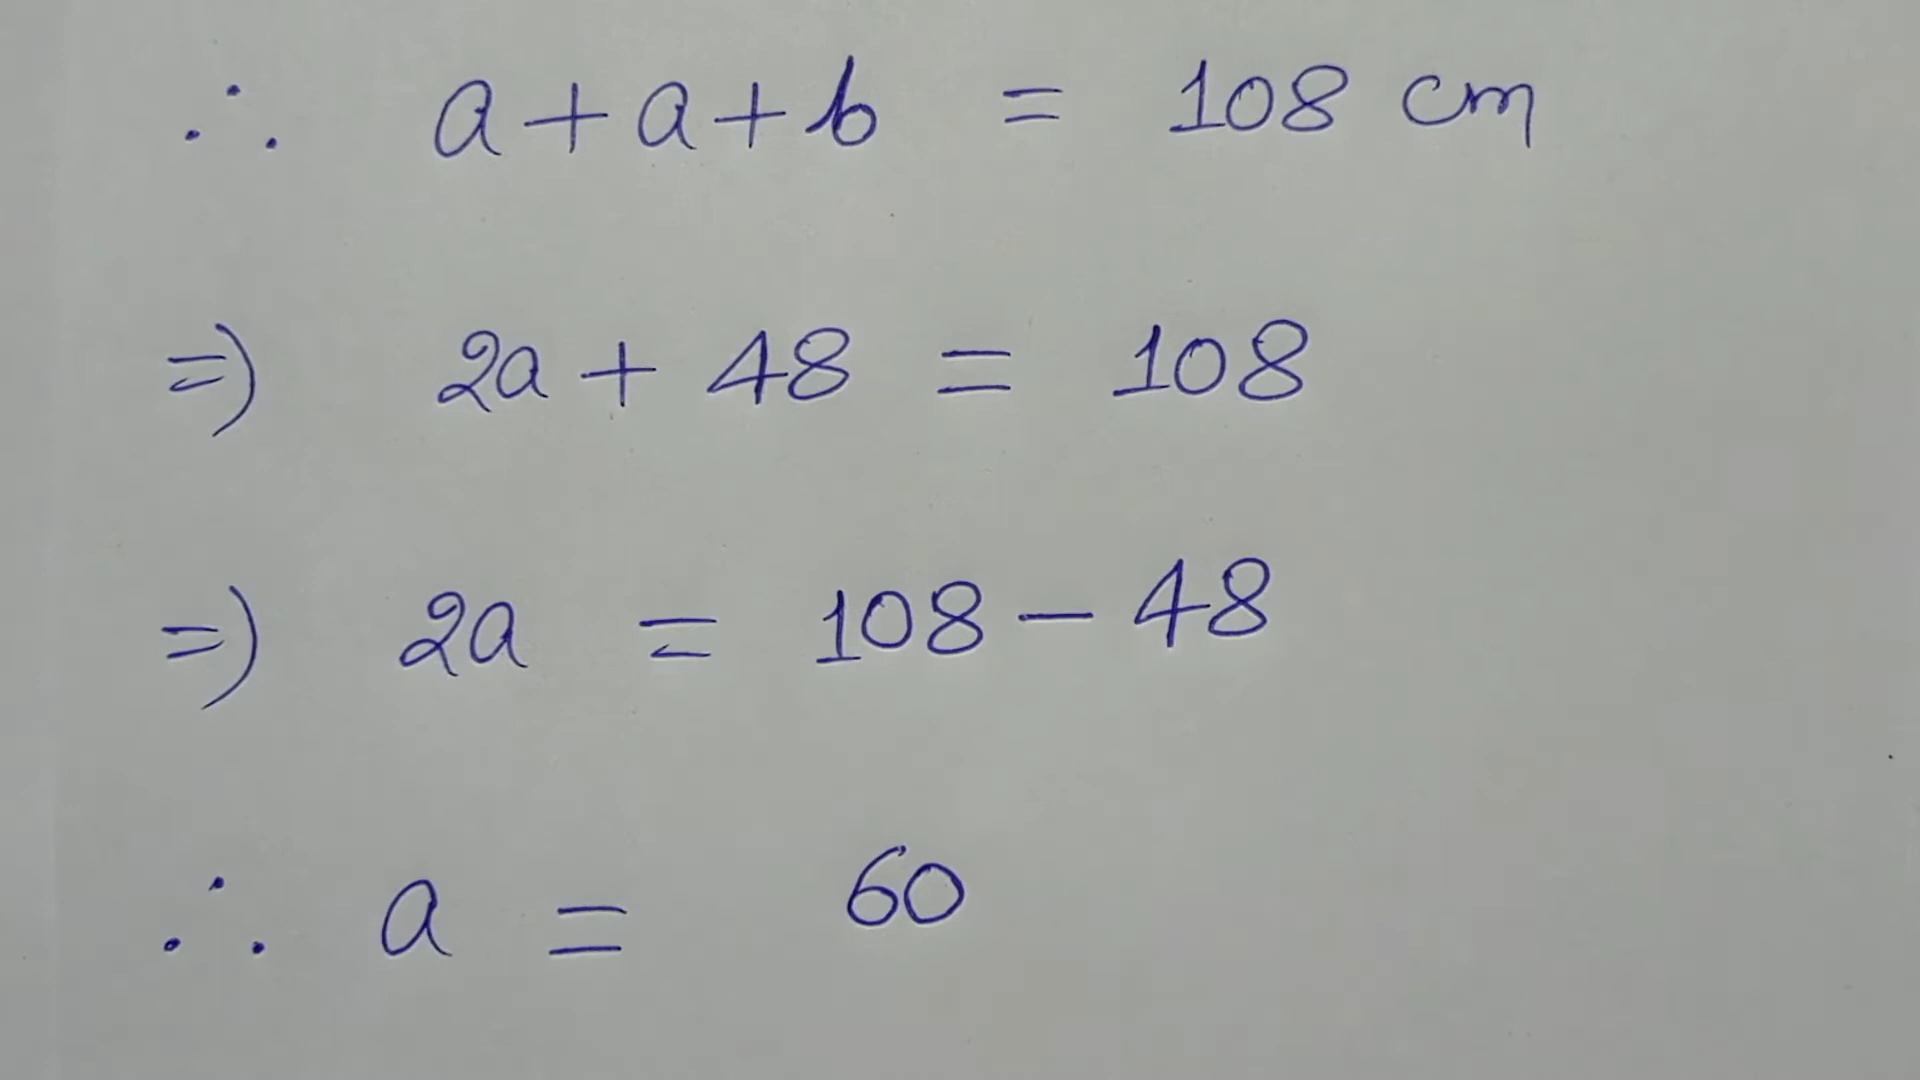 ∴ a + a + b = 108 cm
=) 2a + 48 = 108
=) 2a = 108 - 48
∴ a = 60